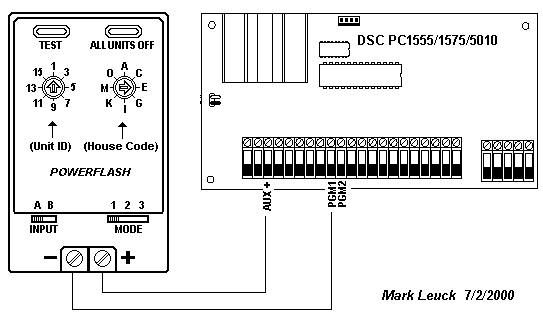 TEST
ALL UNITS OFF
15 1 3
13 5
11 9 7
O A C
M E
K I G
(Unit ID)
(House Code)
POWERFLASH
A B
INPUT
1 2 3
MODE
− +
DSC PC1555/1575/5010
AUX +
PGM1
PGM2
Mark Leuck 7/2/2000